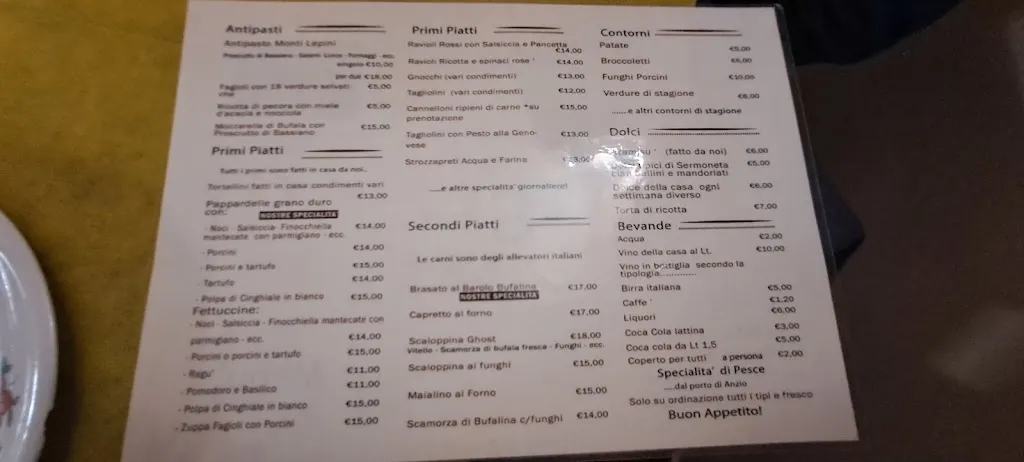 Antipasti
Antipasto Monti Lepini
Prosciutto di Bassiano - Salami Lonza - Formaggi - ecc.
singolo €10,00
per due €18,00
Fagioli con 18 verdure selvati €5,00
che
Ricotta di pecora con miele €5,00
d'acacia e nocciola
Mozzarella di Bufala con €15,00
Prosciutto di Bassiano
Primi Piatti
Tutti i primi sono fatti in casa da noi..
Tortellini fatti in casa condimenti vari
€13,00
Pappardelle grano duro
con: NOSTRE SPECIALITA'
- Noci - Salsiccia- Finocchiella €14,00
mantecate con parmigiano - ecc.
- Porcini €14,00
- Porcini e tartufo €15,00
- Tartufo €14,00
- Polpa di Cinghiale in bianco €15,00
Fettuccine:
- Noci - Salsiccia - Finocchiella mantecate con
parmigiano - ecc. €14,00
- Porcini o porcini e tartufo €15,00
- Ragu' €11,00
- Pomodoro e Basilico €11,00
- Polpa di Cinghiale in bianco €15,00
- Zuppa Fagioli con Porcini €15,00
Primi Piatti
Ravioli Rossi con Salsiccia e Pancetta
€14,00
Ravioli Ricotta e spinaci rose ' €14,00
Gnocchi (vari condimenti) €13,00
Tagliolini (vari condimenti) €12,00
Cannelloni ripieni di carne *su €15,00
prenotazione
Tagliolini con Pesto alla Geno- €13,00
vese
Strozzapreti Acqua e Farina €13,00
....e altre specialita' giornaliere!
Secondi Piatti
Le carni sono degli allevatori italiani
Brasato al Barolo Bufalina €17,00
NOSTRE SPECIALITA'
Capretto al forno €17,00
Scaloppina Ghost €18,00
Vitello - Scamorza di bufala fresca - Funghi - ecc.
Scaloppina ai funghi €15,00
Maialino al Forno €15,00
Scamorza di Bufalina c/funghi €14,00
Contorni
Patate €5,00
Broccoletti €6,00
Funghi Porcini €10,00
Verdure di stagione €6,00
.......e altri contorni di stagione
Dolci
' (fatto da noi) €6,00
di Sermoneta €5,00
e mandorlati
Dolce della casa ogni €6,00
settimana diverso
Torta di ricotta €7,00
Bevande
Acqua €2,00
Vino della casa al Lt. €10,00
Vino in bottiglia secondo la
tipologia.............
Birra italiana €5,00
Caffe ' €1,20
Liquori €6,00
Coca Cola lattina €3,00
Coca cola da Lt 1,5 €5,00
Coperto per tutti a persona €2,00
Specialita' di Pesce
.....dal porto di Anzio
Solo su ordinazione tutti i tipi e fresco
Buon Appetito!